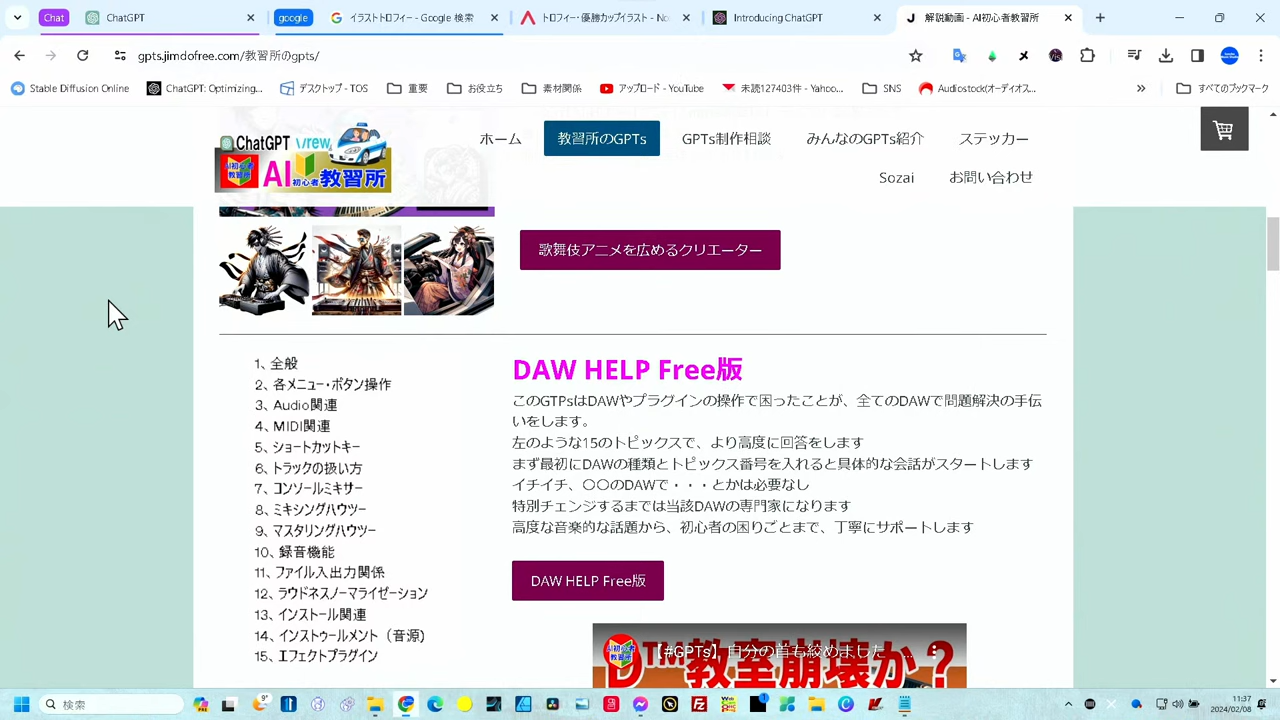 Chat
ChatGPT
google
イラストトロフィー - Google 検索
トロフィー・優勝カップイラスト - No
Introducing ChatGPT
解説動画 - AI初心者教習所
gpts.jimdofree.com/教習所のgpts/
Stable Diffusion Online
ChatGPT: Optimizing...
デスクトップ - TOS
重要
お役立ち
素材関係
アップロード - YouTube
未読127403件 - Yahoo...
SNS
Audiostock(オーディオス...
すべてのブックマーク
ChatGPT Vrew
AI初心者教習所
AI初心者教習所
ホーム
教習所のGPTs
GPTs制作相談
みんなのGPTs紹介
ステッカー
Sozai
お問い合わせ
歌舞伎アニメを広めるクリエーター
1、全般
2、各メニュー・ボタン操作
3、Audio関連
4、MIDI関連
5、ショートカットキー
6、トラックの扱い方
7、コンソールミキサー
8、ミキシングハウツー
9、マスタリングハウツー
10、録音機能
11、ファイル入出力関係
12、ラウドネスノーマライゼーション
13、インストール関連
14、インストゥールメント（音源)
15、エフェクトプラグイン
DAW HELP Free版
このGTPsはDAWやプラグインの操作で困ったことが、全てのDAWで問題解決の手伝
いをします。
左のような15のトピックスで、より高度に回答をします
まず最初にDAWの種類とトピックス番号を入れると具体的な会話がスタートします
イチイチ、〇〇のDAWで・・・とかは必要なし
特別チェンジするまでは当該DAWの専門家になります
高度な音楽的な話題から、初心者の困りごとまで、丁寧にサポートします
DAW HELP Free版
【#GPTs】自分の首も絞めました...
DTM教室崩壊か？
検索
9°
11:37
2024/02/08